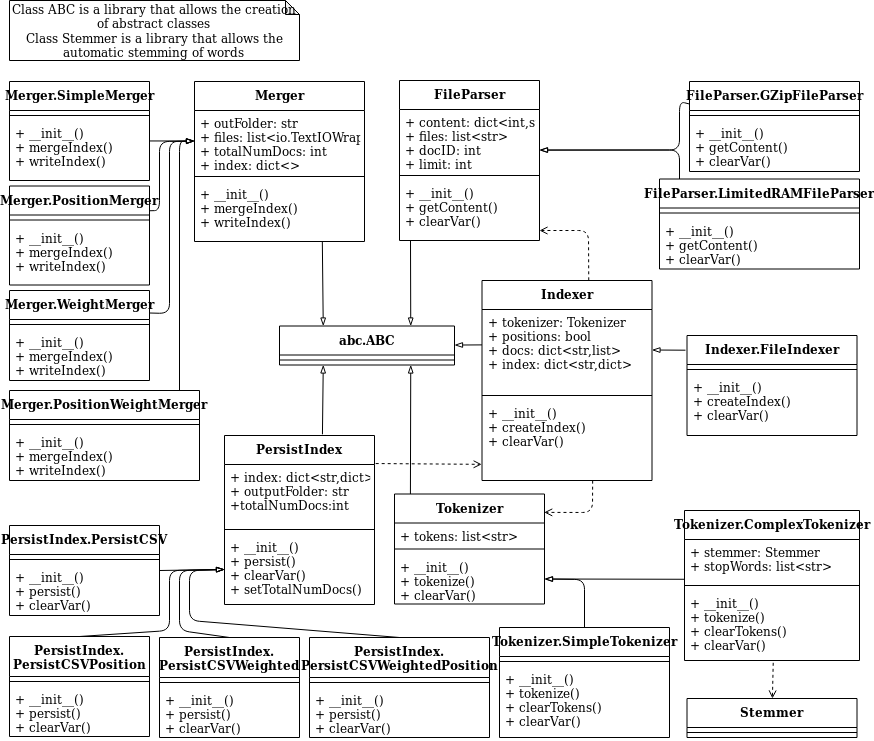 Class ABC is a library that allows the creation
of abstract classes
Class Stemmer is a library that allows the
automatic stemming of words
Merger.SimpleMerger
+ __init__()
+ mergeIndex()
+ writeIndex()
Merger.PositionMerger
+ __init__()
+ mergeIndex()
+ writeIndex()
Merger.WeightMerger
+ __init__()
+ mergeIndex()
+ writeIndex()
Merger.PositionWeightMerger
+ __init__()
+ mergeIndex()
+ writeIndex()
Merger
+ outFolder: str
+ files: list<io.TextIOWrap
+ totalNumDocs: int
+ index: dict<>
+ __init__()
+ mergeIndex()
+ writeIndex()
FileParser
+ content: dict<int,s
+ files: list<str>
+ docID: int
+ limit: int
+ __init__()
+ getContent()
+ clearVar()
FileParser.GZipFileParser
+ __init__()
+ getContent()
+ clearVar()
FileParser.LimitedRAMFileParser
+ __init__()
+ getContent()
+ clearVar()
abc.ABC
Indexer
+ tokenizer: Tokenizer
+ positions: bool
+ docs: dict<str,list>
+ index: dict<str,dict>
+ __init__()
+ createIndex()
+ clearVar()
Indexer.FileIndexer
+ __init__()
+ createIndex()
+ clearVar()
PersistIndex
+ index: dict<str,dict>
+ outputFolder: str
+totalNumDocs:int
+ __init__()
+ persist()
+ clearVar()
+ setTotalNumDocs()
Tokenizer
+ tokens: list<str>
+ __init__()
+ tokenize()
+ clearVar()
Tokenizer.ComplexTokenizer
+ stemmer: Stemmer
+ stopWords: list<str>
+ __init__()
+ tokenize()
+ clearTokens()
+ clearVar()
PersistIndex.PersistCSV
+ __init__()
+ persist()
+ clearVar()
PersistIndex.
PersistCSVPosition
+ __init__()
+ persist()
+ clearVar()
PersistIndex.
PersistCSVWeighted
+ __init__()
+ persist()
+ clearVar()
PersistIndex.
PersistCSVWeightedPosition
+ __init__()
+ persist()
+ clearVar()
Tokenizer.SimpleTokenizer
+ __init__()
+ tokenize()
+ clearTokens()
+ clearVar()
Stemmer